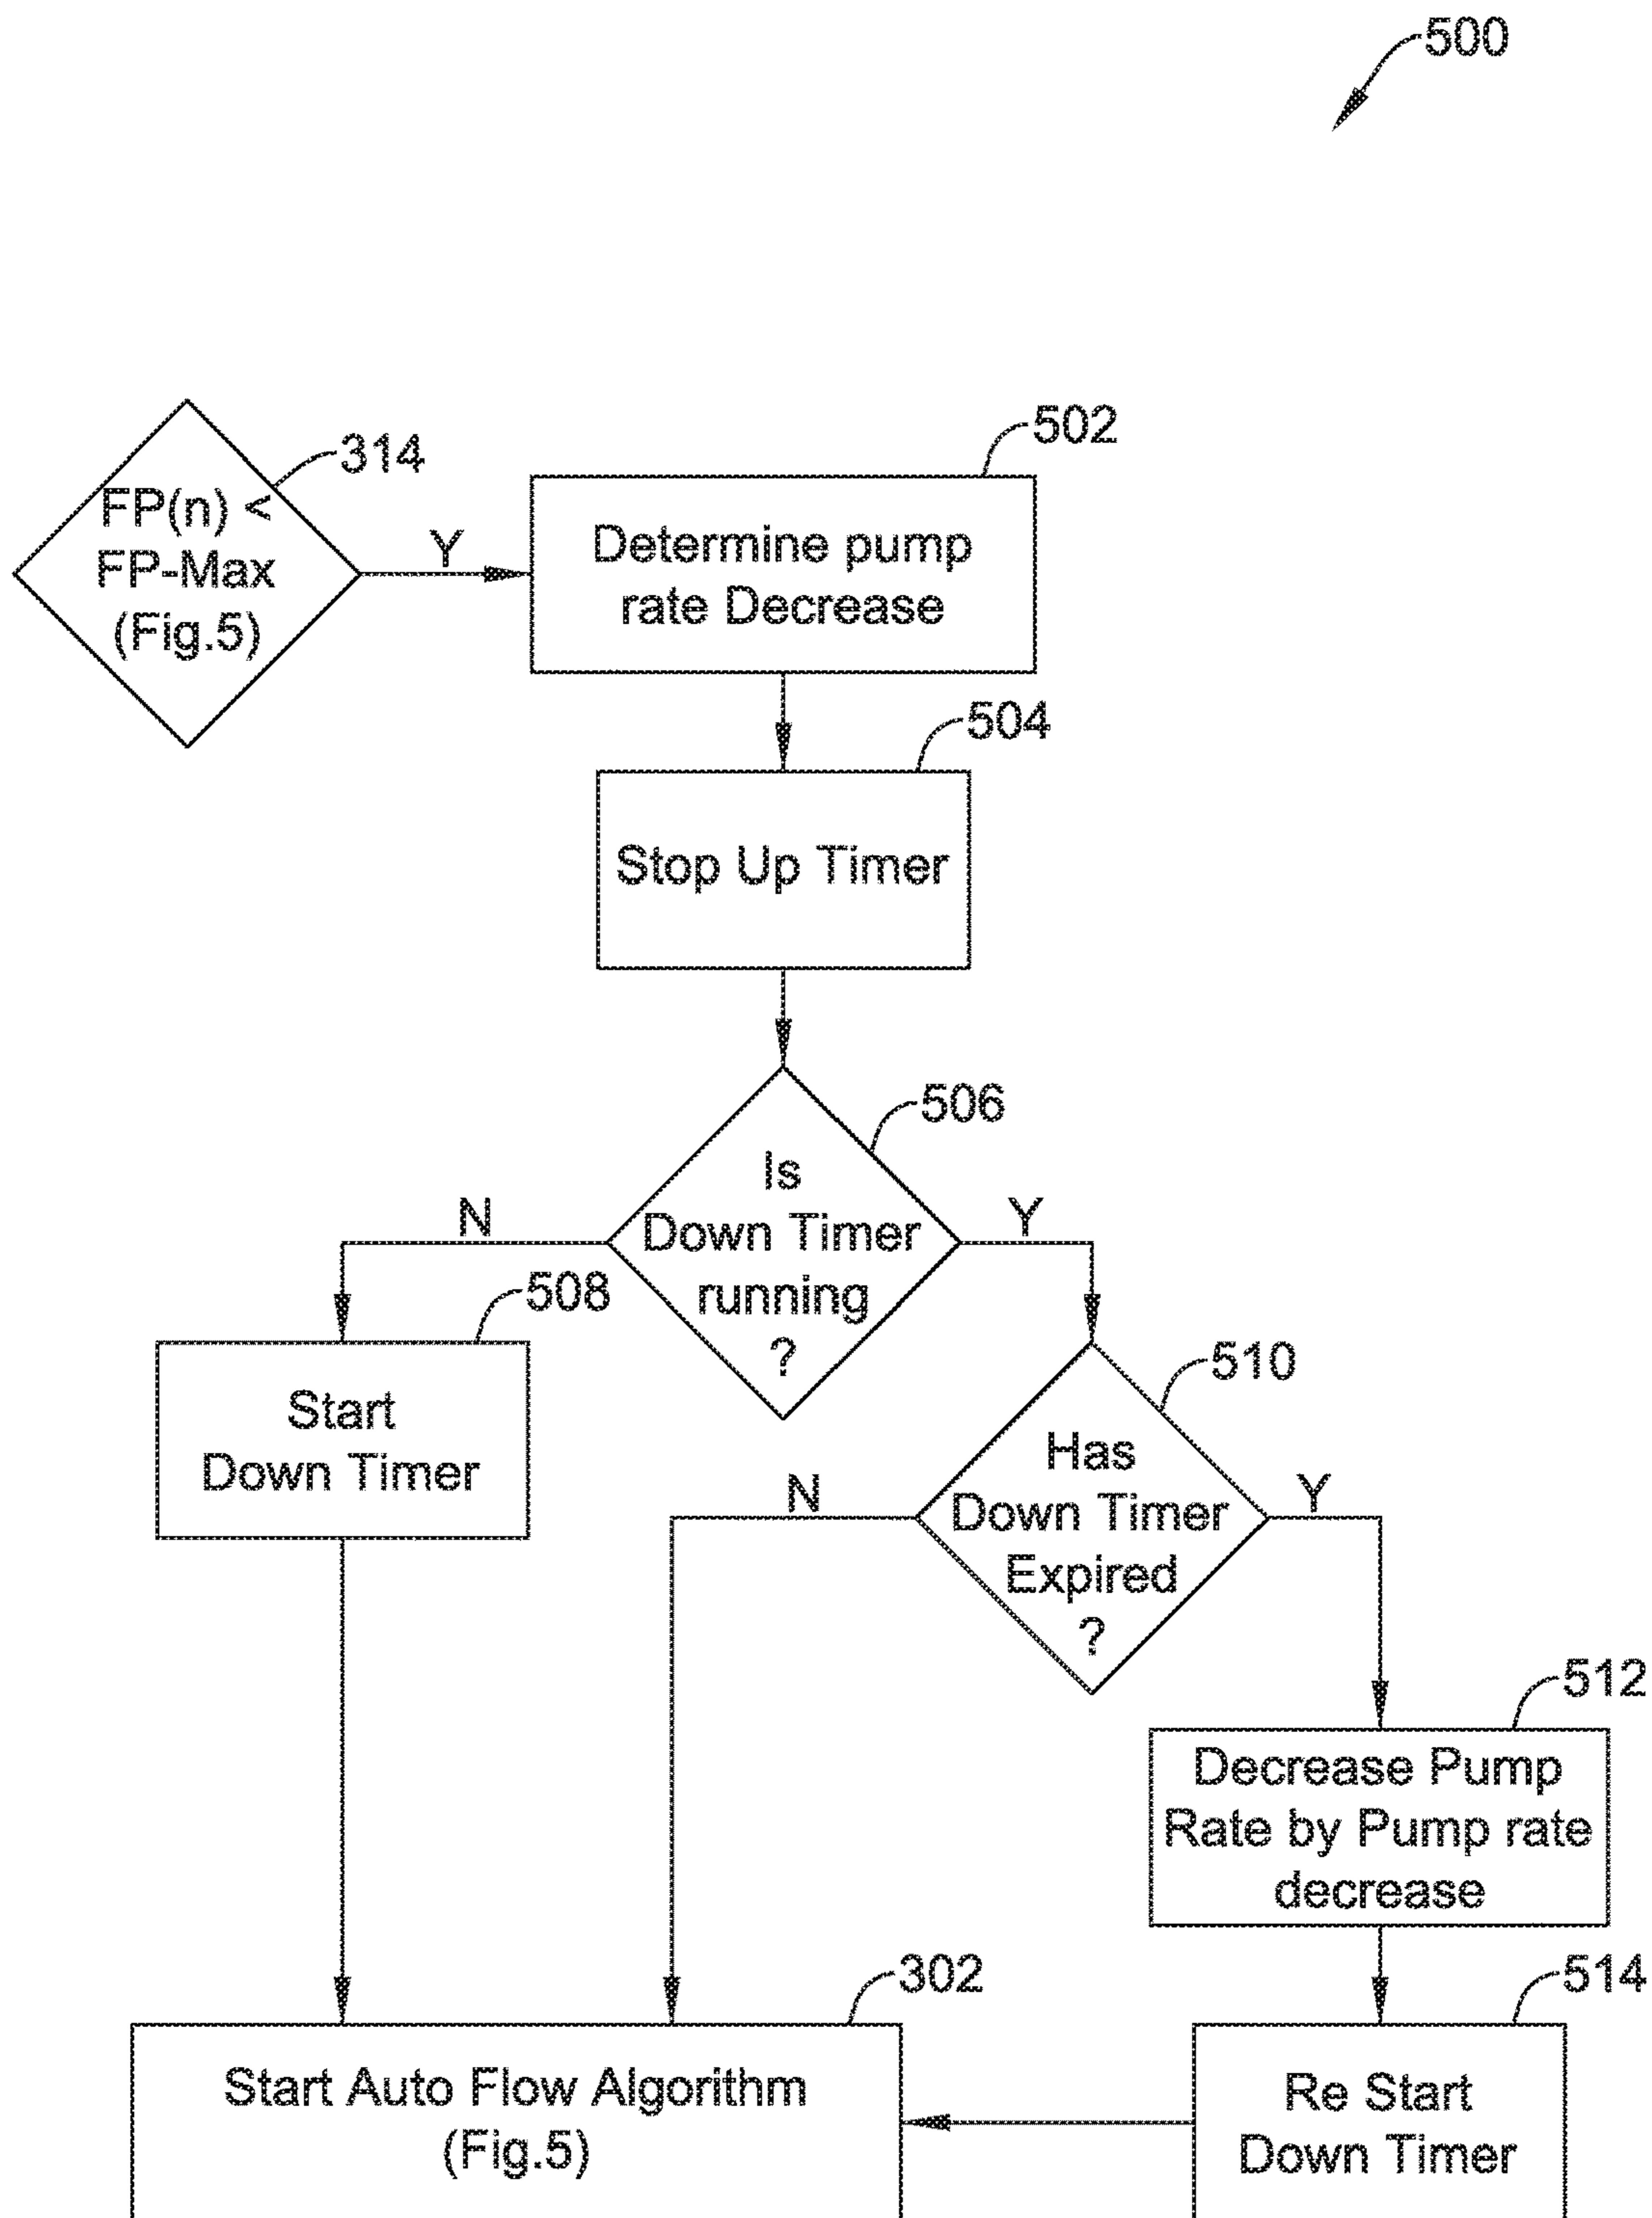 500
314
FP(n) <
FP-Max
(Fig.5)
Y
502
Determine pump
rate Decrease
504
Stop Up Timer
506
Is
Down Timer
running
?
N
Y
508
Start
Down Timer
510
Has
Down Timer
Expired
?
N
Y
512
Decrease Pump
Rate by Pump rate
decrease
302
Start Auto Flow Algorithm
(Fig.5)
514
Re Start
Down Timer